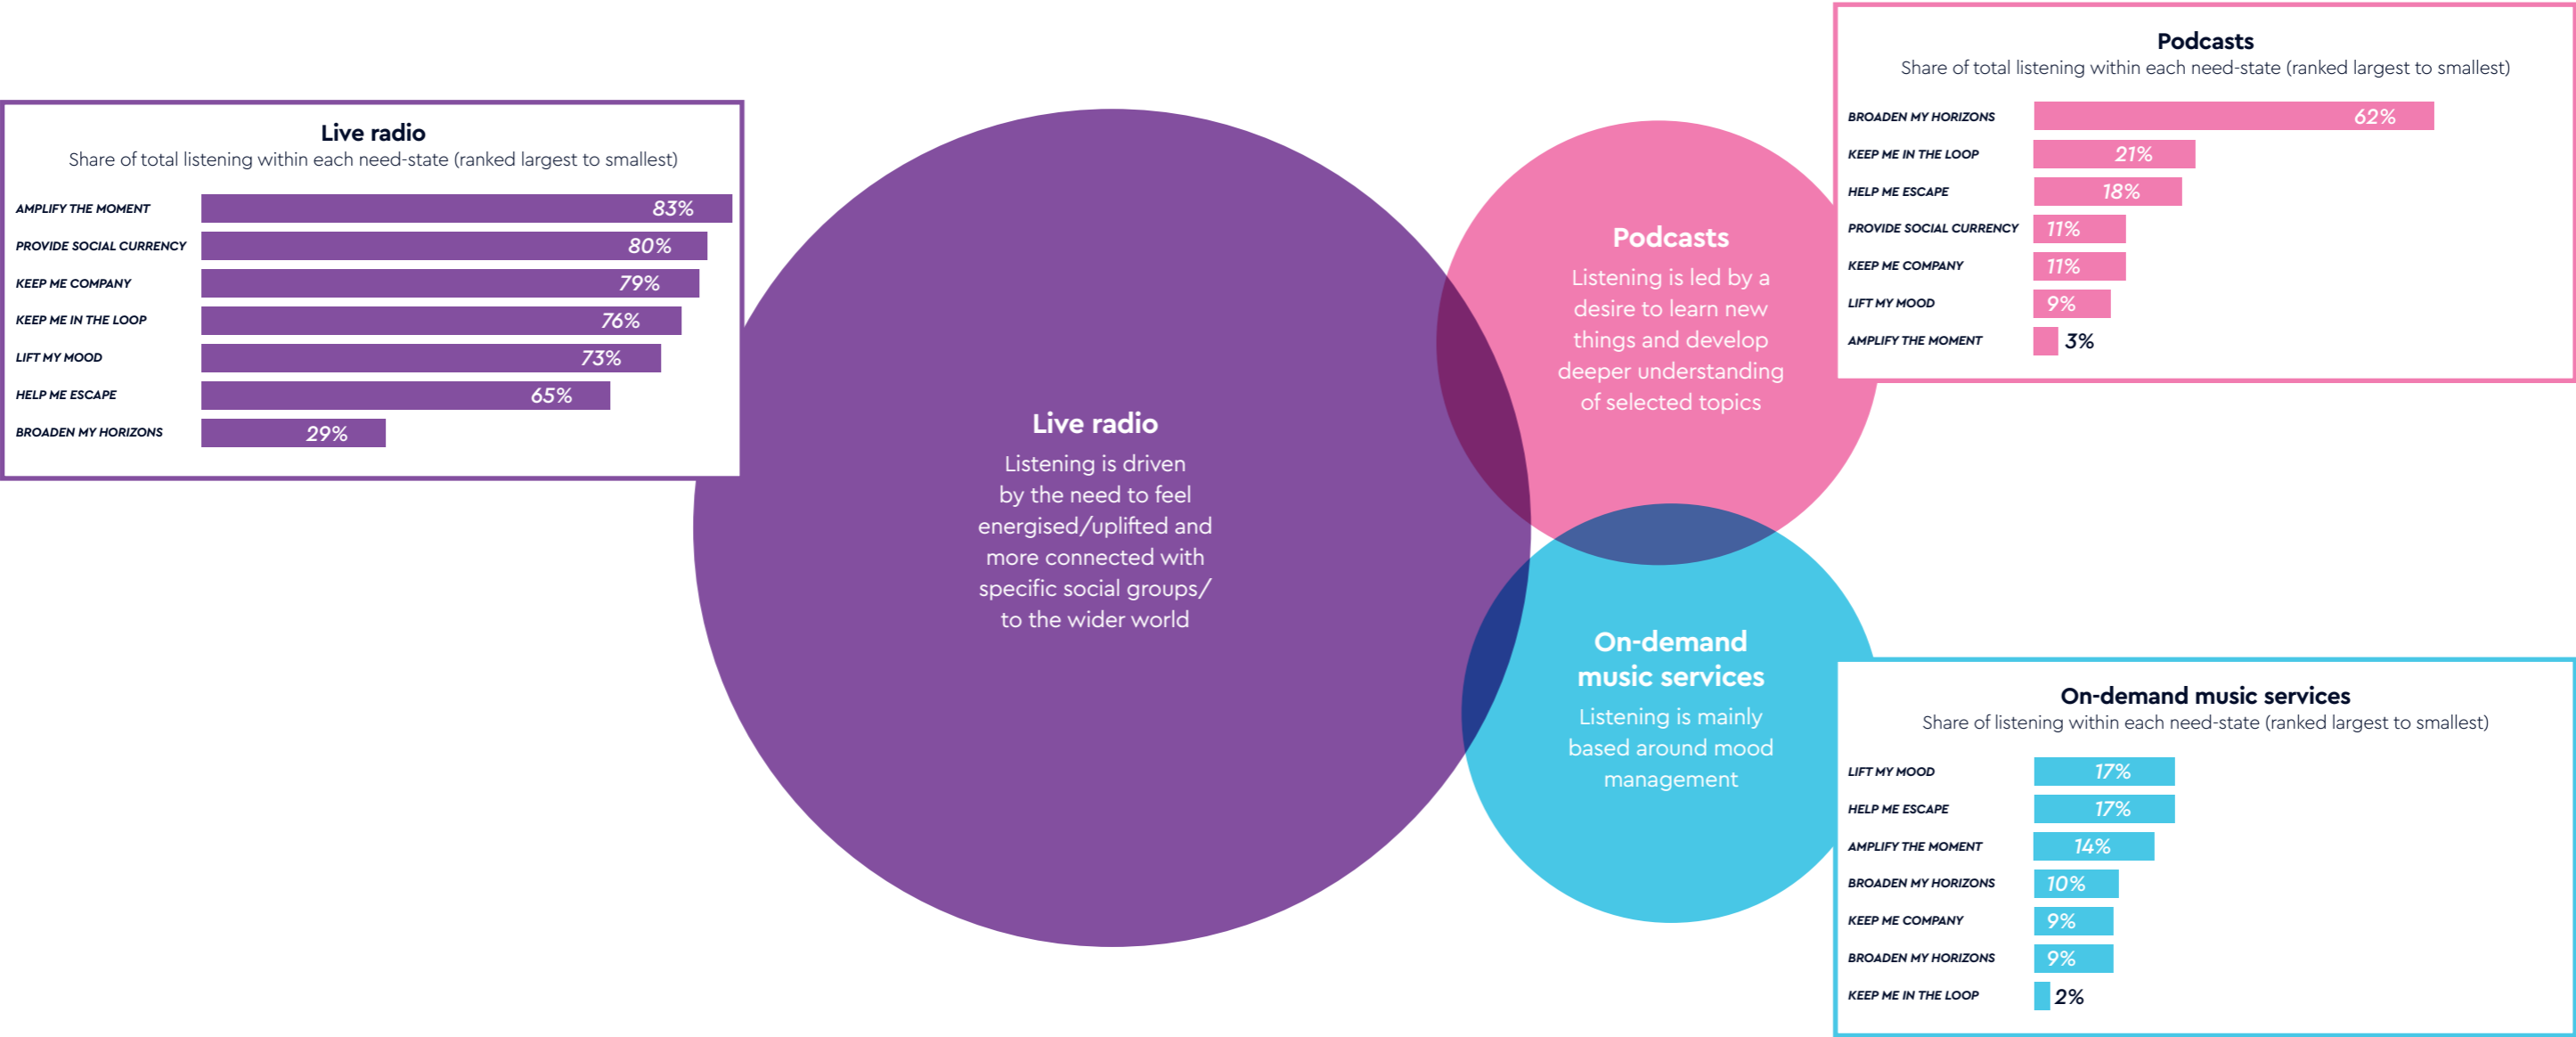 Live radio
Share of total listening within each need-state (ranked largest to smallest)
AMPLIFY THE MOMENT 83%
PROVIDE SOCIAL CURRENCY 80%
KEEP ME COMPANY 79%
KEEP ME IN THE LOOP 76%
LIFT MY MOOD 73%
HELP ME ESCAPE 65%
BROADEN MY HORIZONS 29%
Live radio
Listening is driven
by the need to feel
energised/uplifted and
more connected with
specific social groups/
to the wider world
Podcasts
Listening is led by a
desire to learn new
things and develop
deeper understanding
of selected topics
On-demand
music services
Listening is mainly
based around mood
management
Podcasts
Share of total listening within each need-state (ranked largest to smallest)
BROADEN MY HORIZONS 62%
KEEP ME IN THE LOOP 21%
HELP ME ESCAPE 18%
PROVIDE SOCIAL CURRENCY 11%
KEEP ME COMPANY 11%
LIFT MY MOOD 9%
AMPLIFY THE MOMENT 3%
On-demand music services
Share of listening within each need-state (ranked largest to smallest)
LIFT MY MOOD 17%
HELP ME ESCAPE 17%
AMPLIFY THE MOMENT 14%
BROADEN MY HORIZONS 10%
KEEP ME COMPANY 9%
BROADEN MY HORIZONS 9%
KEEP ME IN THE LOOP 2%